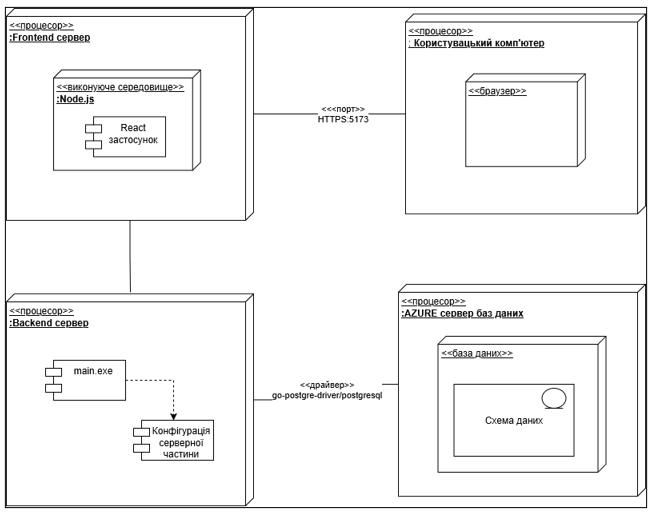 <<процесор>>
:Frontend сервер
<<виконуюче середовище>>
:Node.js
React
застосунок
<<<порт>>
HTTPS:5173
<<процесор>>
: Користувацький комп'ютер
<<браузер>>
<<процесор>>
:Backend сервер
main.exe
Конфігурація
серверної
частини
<<драйвер>>
go-postgre-driver/postgresql
<<процесор>>
:AZURE сервер баз даних
<<база даних>>
Схема даних